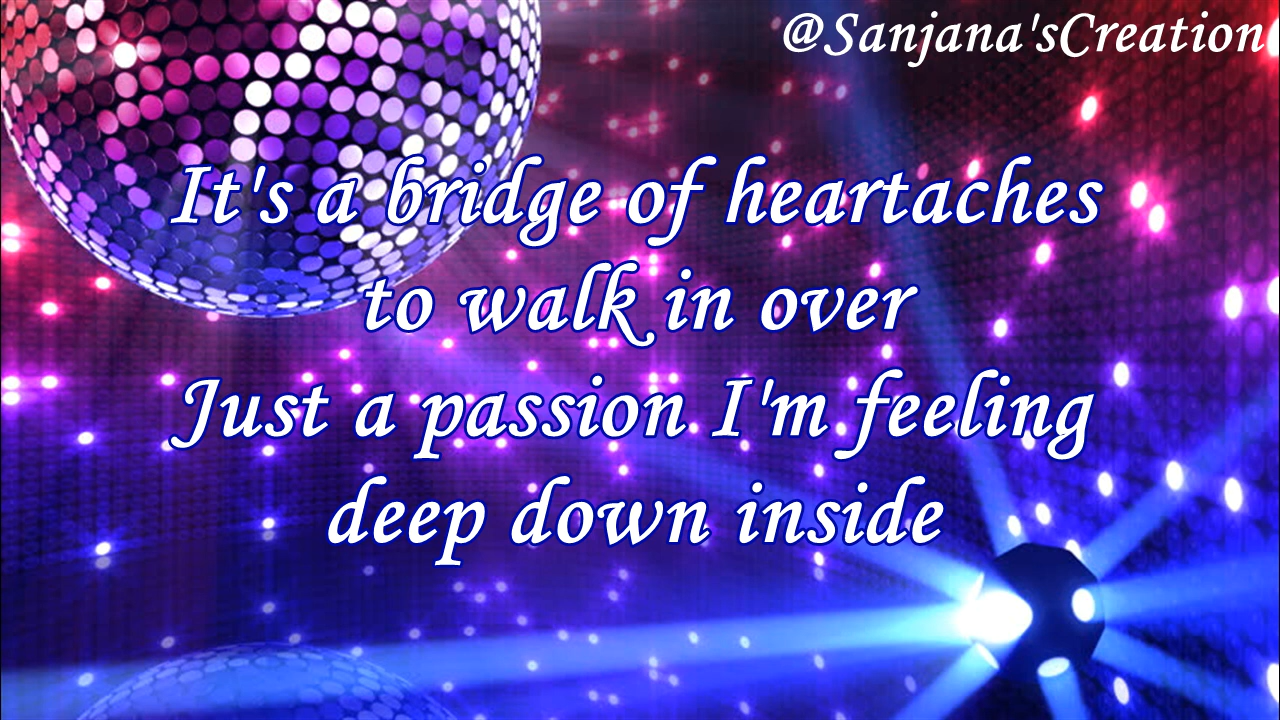 @Sanjana'sCreation
It's a bridge of heartaches
to walk in over
Just a passion I'm feeling
deep down inside